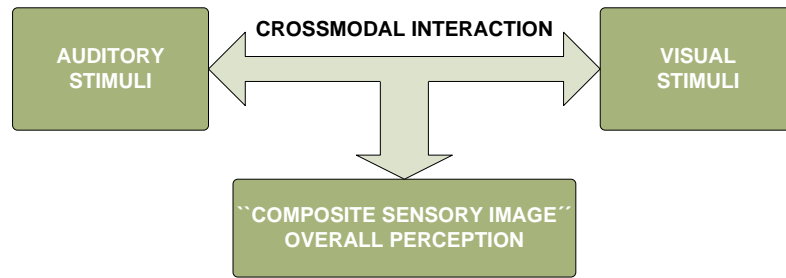 CROSSMODAL INTERACTION
AUDITORY
STIMULI
VISUAL
STIMULI
``COMPOSITE SENSORY IMAGE´´
OVERALL PERCEPTION